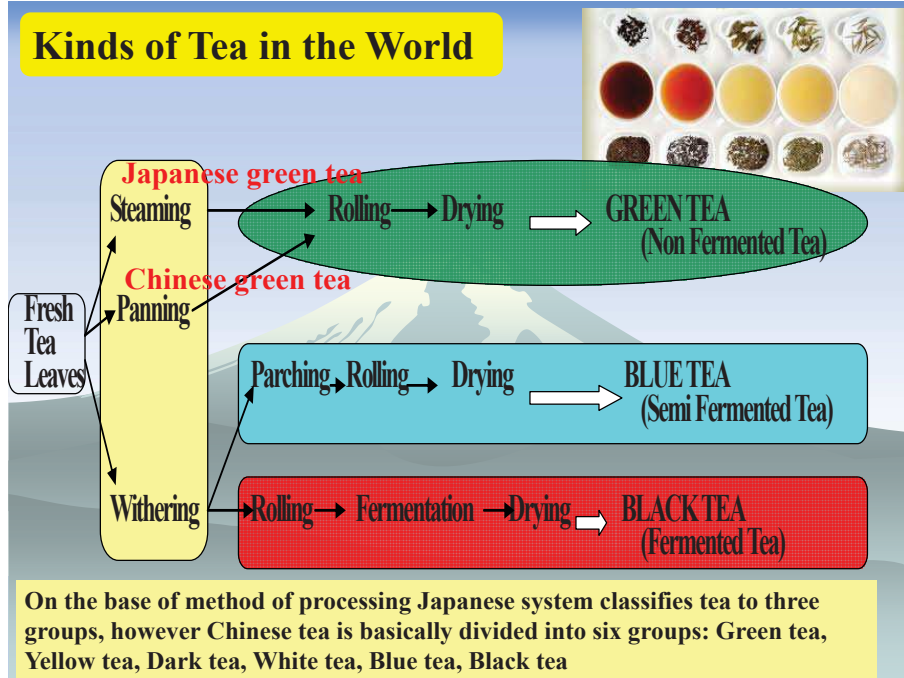 Kinds of Tea in the World
Japanese green tea
Steaming Rolling Drying GREEN TEA
(Non Fermented Tea)
Chinese green tea
Panning
Fresh
Tea
Leaves
Parching Rolling Drying BLUE TEA
(Semi Fermented Tea)
Withering Rolling Fermentation Drying BLACK TEA
(Fermented Tea)
On the base of method of processing Japanese system classifies tea to three
groups, however Chinese tea is basically divided into six groups: Green tea,
Yellow tea, Dark tea, White tea, Blue tea, Black tea